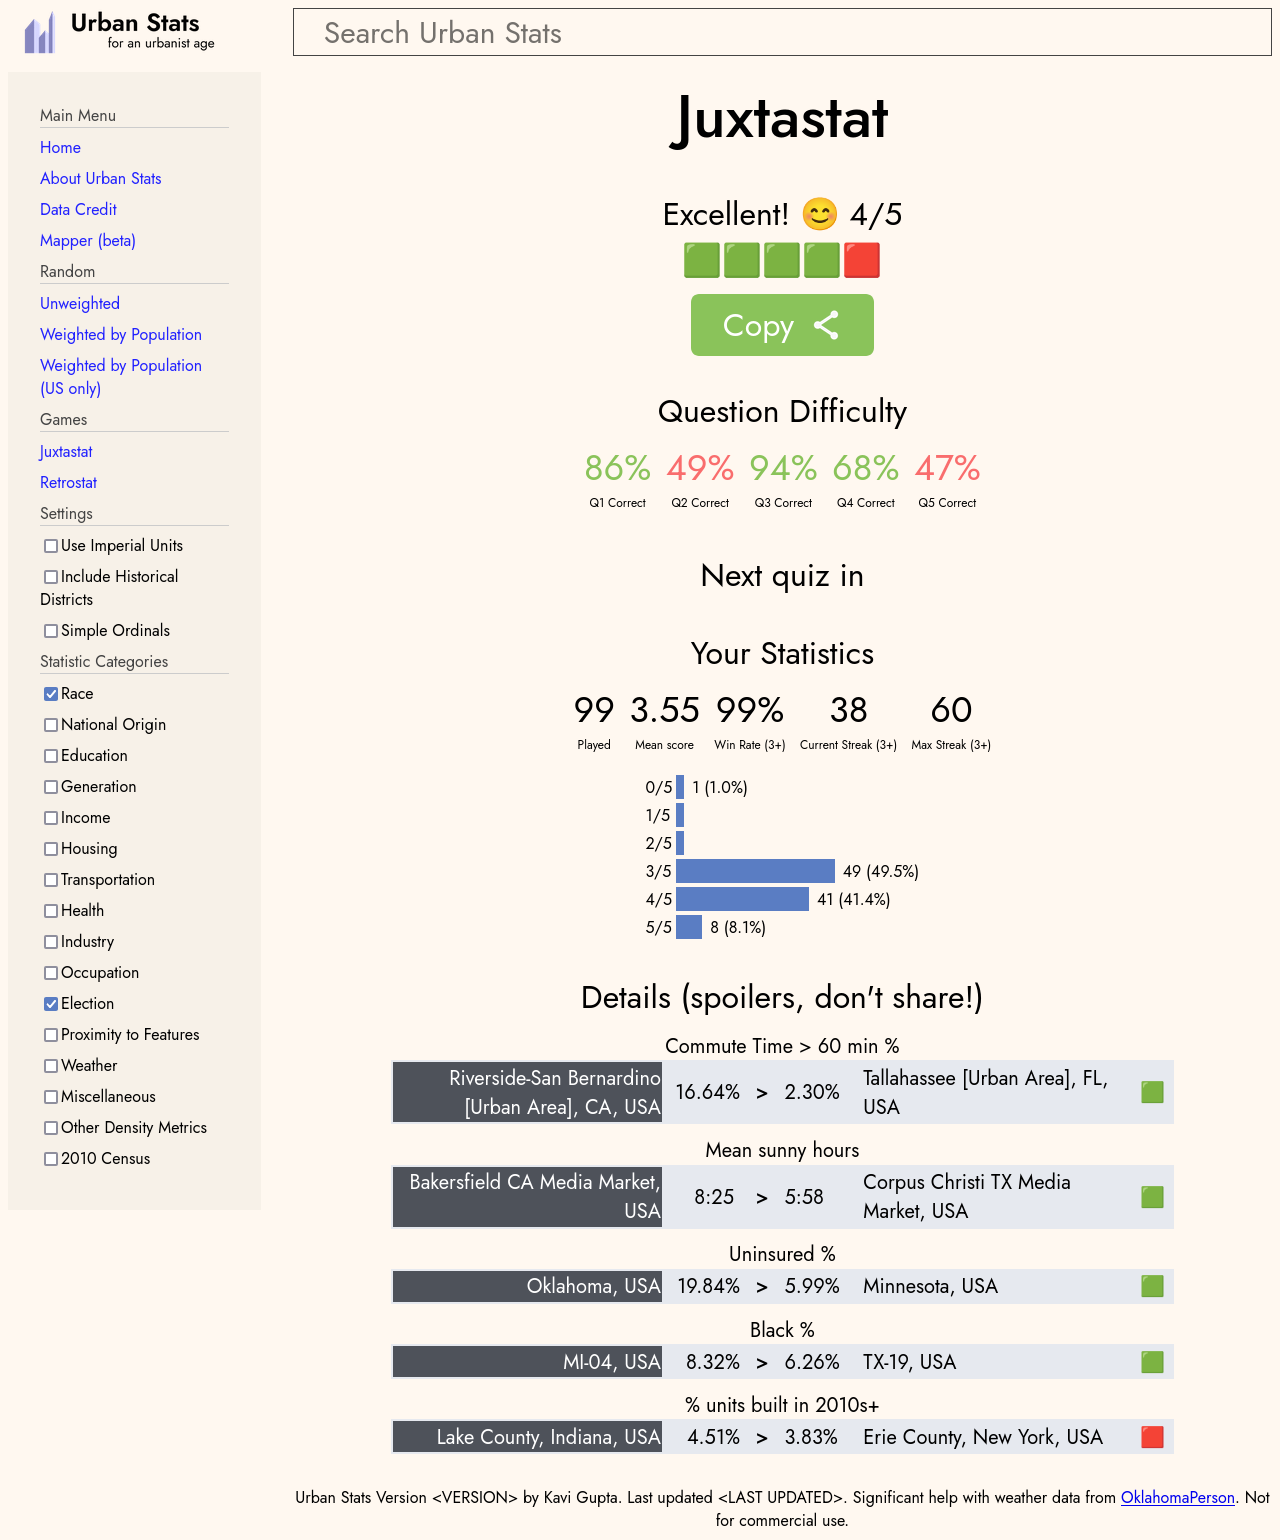 Urban Stats
for an urbanist age
Search Urban Stats
Main Menu
Home
About Urban Stats
Data Credit
Mapper (beta)
Random
Unweighted
Weighted by Population
Weighted by Population
(US only)
Games
Juxtastat
Retrostat
Settings
Use Imperial Units
Include Historical
Districts
Simple Ordinals
Statistic Categories
Race
National Origin
Education
Generation
Income
Housing
Transportation
Health
Industry
Occupation
Election
Proximity to Features
Weather
Miscellaneous
Other Density Metrics
2010 Census
Juxtastat
Excellent! 😊 4/5
🟩🟩🟩🟩🟥
Copy
Question Difficulty
86% 49% 94% 68% 47%
Q1 Correct Q2 Correct Q3 Correct Q4 Correct Q5 Correct
Next quiz in
Your Statistics
99 3.55 99% 38 60
Played Mean score Win Rate (3+) Current Streak (3+) Max Streak (3+)
0/5 1 (1.0%)
1/5
2/5
3/5 49 (49.5%)
4/5 41 (41.4%)
5/5 8 (8.1%)
Details (spoilers, don't share!)
Commute Time > 60 min %
Riverside-San Bernardino
[Urban Area], CA, USA
16.64% > 2.30%
Tallahassee [Urban Area], FL,
USA
🟩
Mean sunny hours
Bakersfield CA Media Market,
USA
8:25 > 5:58
Corpus Christi TX Media
Market, USA
🟩
Uninsured %
Oklahoma, USA 19.84% > 5.99% Minnesota, USA 🟩
Black %
MI-04, USA 8.32% > 6.26% TX-19, USA 🟩
% units built in 2010s+
Lake County, Indiana, USA 4.51% > 3.83% Erie County, New York, USA 🟥
Urban Stats Version <VERSION> by Kavi Gupta. Last updated <LAST UPDATED>. Significant help with weather data from OklahomaPerson. Not
for commercial use.